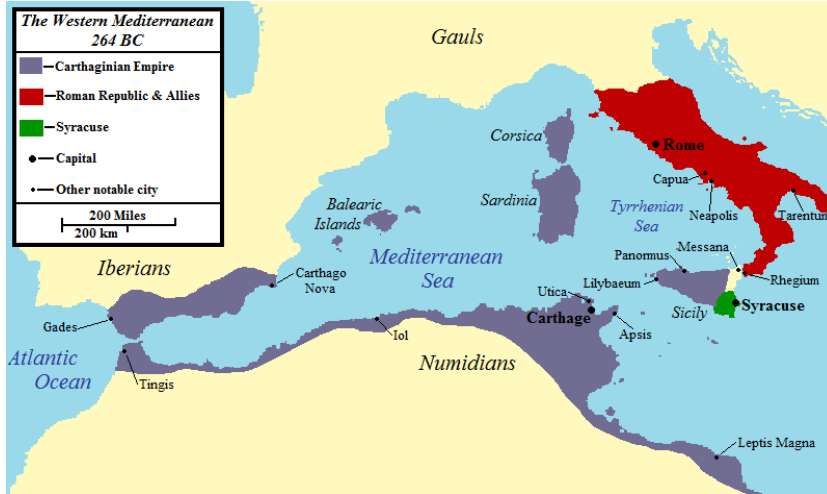 The Western Mediterranean
264 BC
Carthaginian Empire
Roman Republic & Allies
Syracuse
Capital
Other notable city
200 Miles
200 km
Gauls
Corsica
Rome
Sardinia
Capua
Balearic
Islands
Tyrrhenian
Sea
Neapolis
Tarentum
Mediterranean
Sea
Iberians
Carthago
Nova
Panomus
Messana
Lilybaeum
Rhegium
Utica
Carthage
Apsis
Sicily
Syracuse
Gades
Iol
Atlantic
Ocean
Tingis
Numidians
Leptis Magna